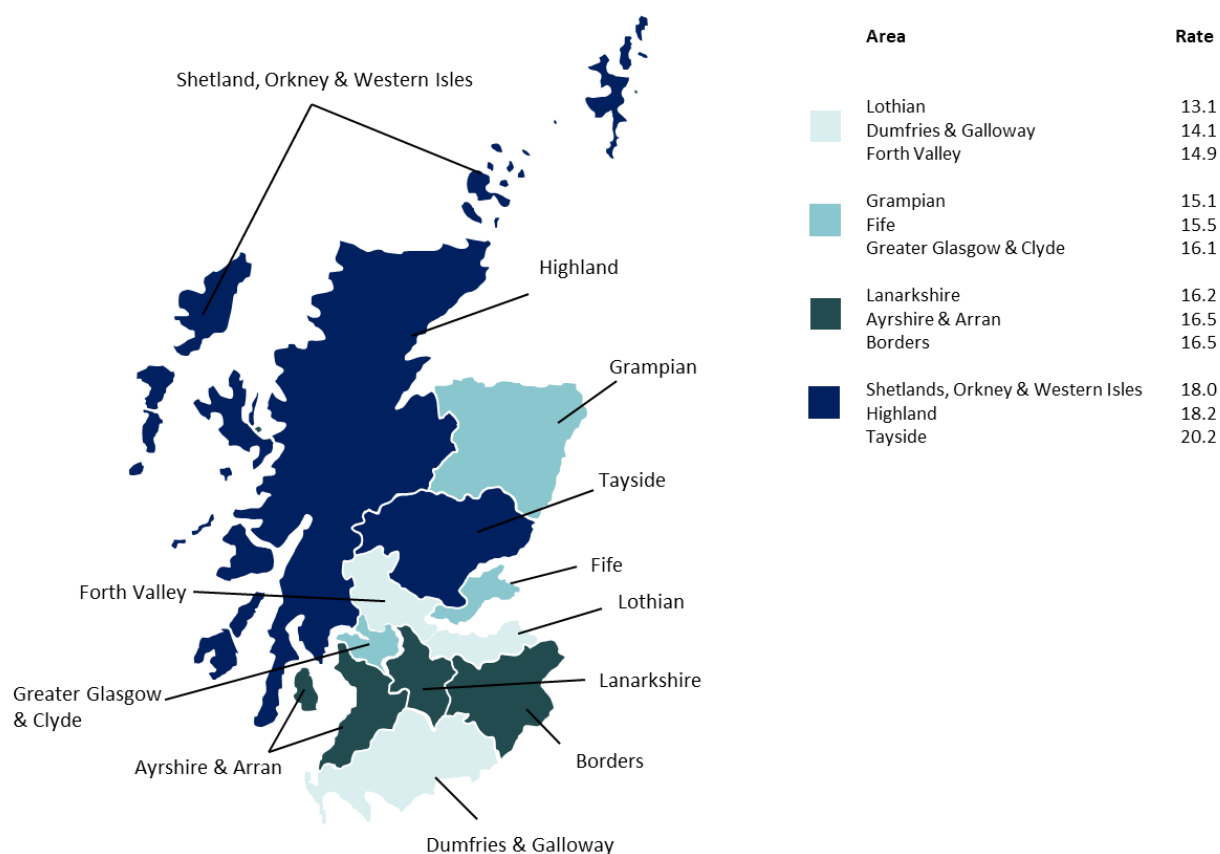 Area Rate
Shetland, Orkney & Western Isles
Highland
Grampian
Tayside
Fife
Forth Valley
Lothian
Lanarkshire
Greater Glasgow
& Clyde
Borders
Ayrshire & Arran
Dumfries & Galloway
Lothian 13.1
Dumfries & Galloway 14.1
Forth Valley 14.9
Grampian 15.1
Fife 15.5
Greater Glasgow & Clyde 16.1
Lanarkshire 16.2
Ayrshire & Arran 16.5
Borders 16.5
Shetlands, Orkney & Western Isles 18.0
Highland 18.2
Tayside 20.2